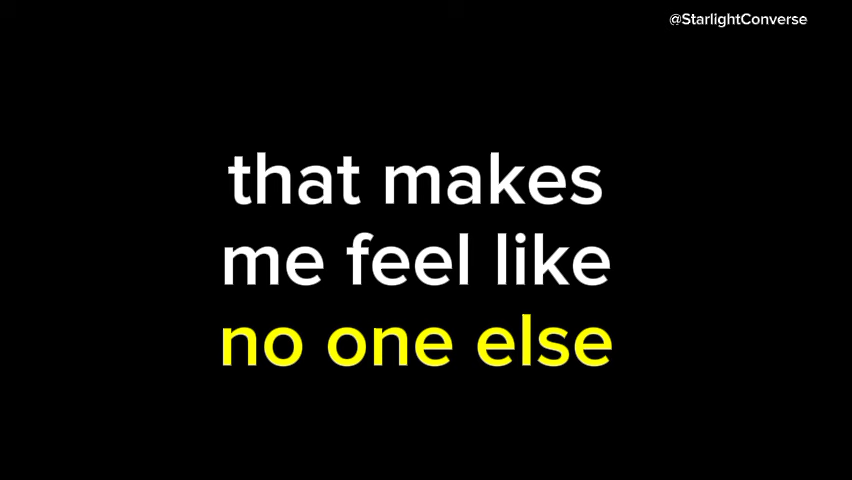 @StarlightConverse
that makes
me feel like
no one else